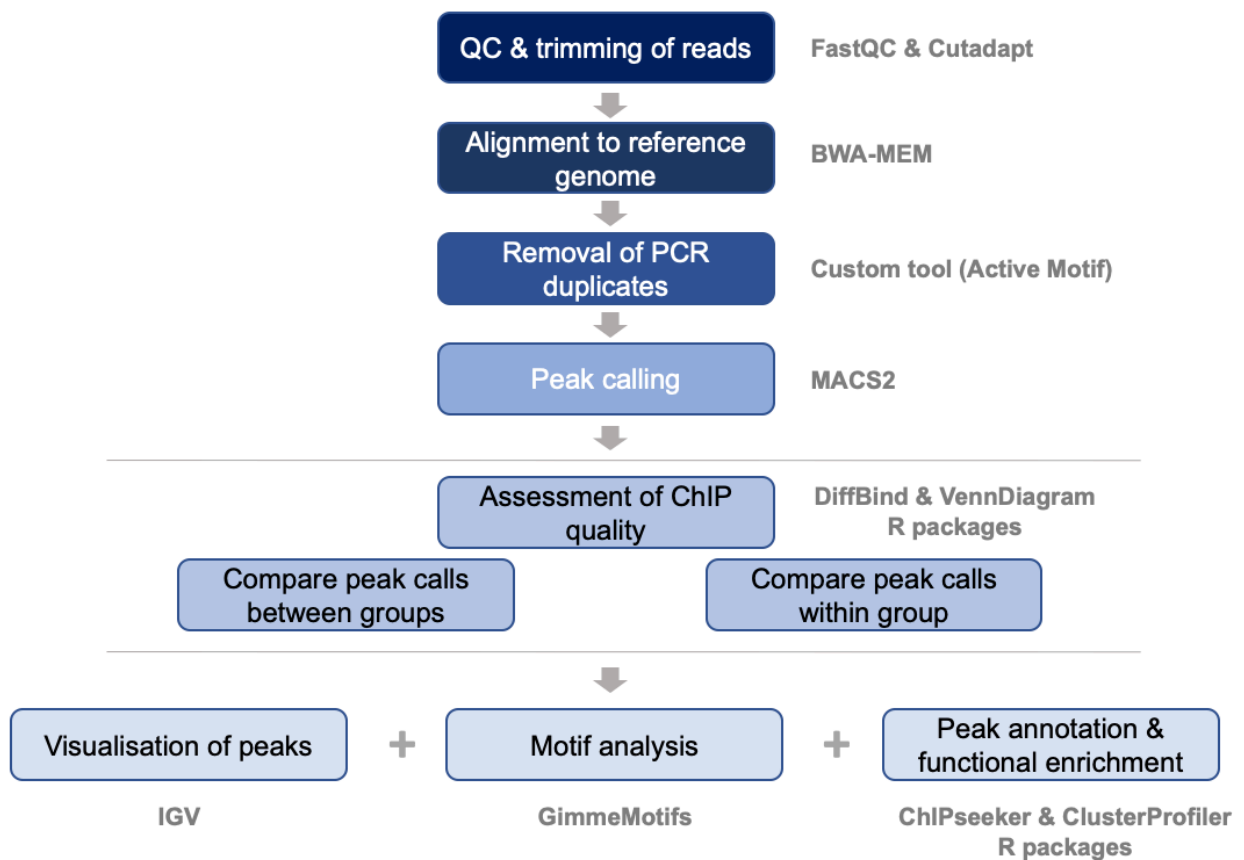 QC & trimming of reads
FastQC & Cutadapt
Alignment to reference
genome
BWA-MEM
Removal of PCR
duplicates
Custom tool (Active Motif)
Peak calling
MACS2
Assessment of ChIP
quality
DiffBind & VennDiagram
R packages
Compare peak calls
between groups
Compare peak calls
within group
Visualisation of peaks
+
Motif analysis
+
Peak annotation &
functional enrichment
IGV
GimmeMotifs
ChIPseeker & ClusterProfiler
R packages